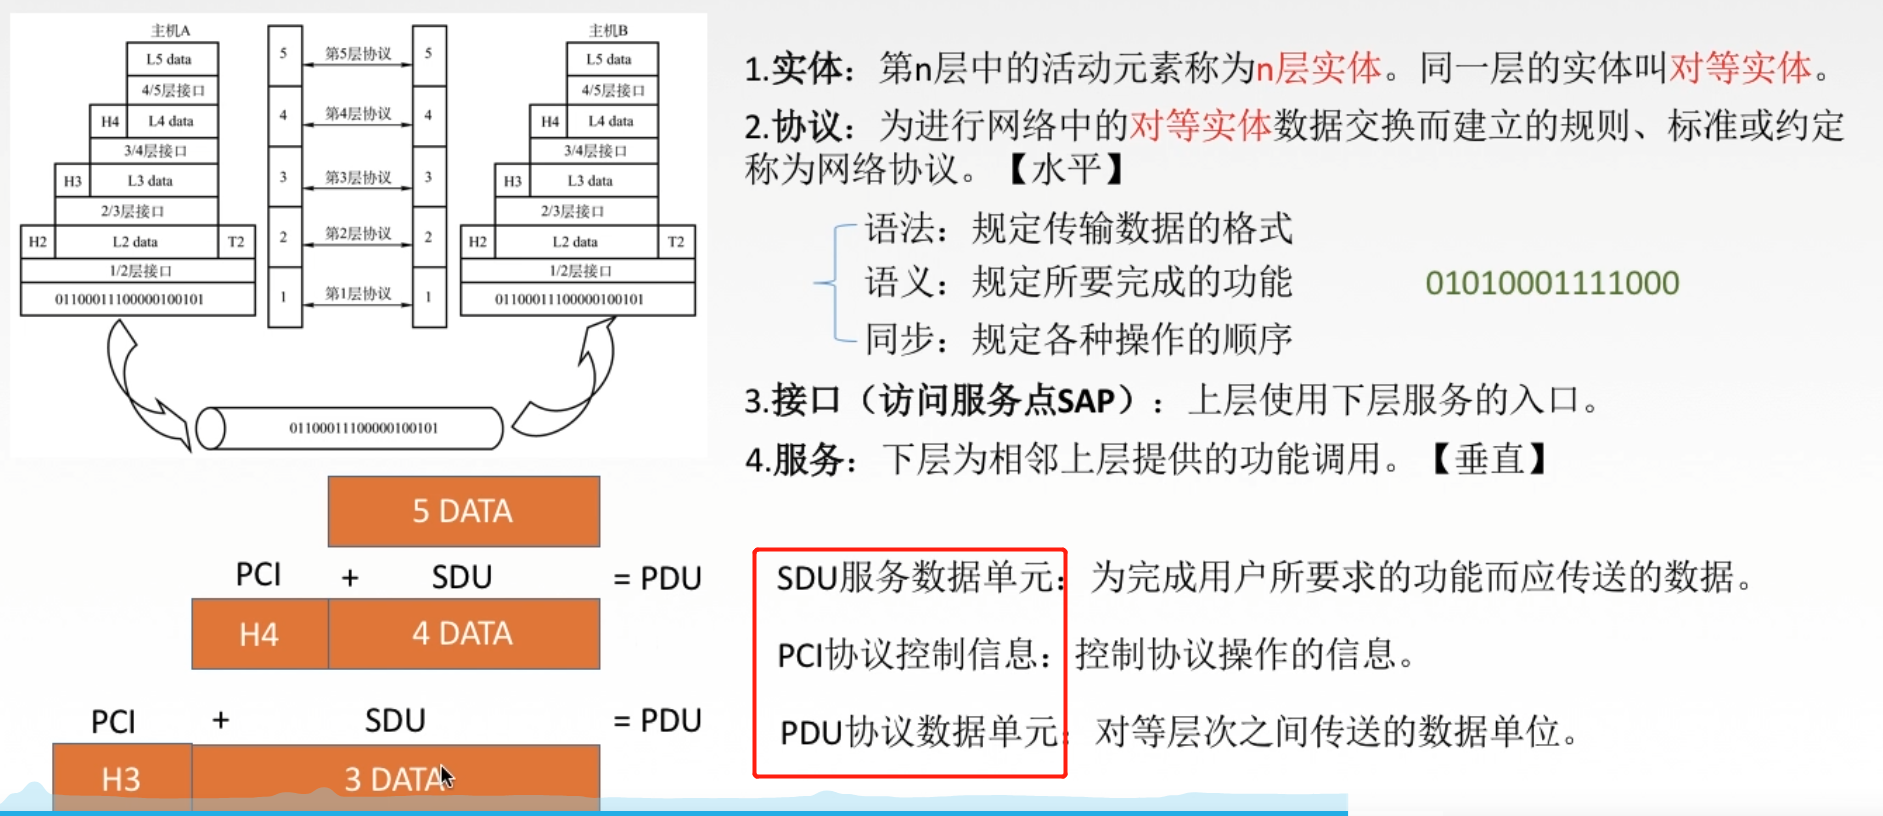 主机A
L5 data
4/5层接口
H4 L4 data
3/4层接口
H3 L3 data
2/3层接口
H2 L2 data T2
1/2层接口
01100011100000100101
5 第5层协议 5
4 第4层协议 4
3 第3层协议 3
2 第2层协议 2
1 第1层协议 1
主机B
L5 data
4/5层接口
H4 L4 data
3/4层接口
H3 L3 data
2/3层接口
H2 L2 data T2
1/2层接口
01100011100000100101
01100011100000100101
5 DATA
PCI + SDU = PDU
H4 4 DATA
PCI + SDU = PDU
H3 3 DATA
1.实体：第n层中的活动元素称为n层实体。同一层的实体叫对等实体。
2.协议：为进行网络中的对等实体数据交换而建立的规则、标准或约定
称为网络协议。【水平】
语法：规定传输数据的格式
语义：规定所要完成的功能 01010001111000
同步：规定各种操作的顺序
3.接口（访问服务点SAP）：上层使用下层服务的入口。
4.服务：下层为相邻上层提供的功能调用。【垂直】
SDU服务数据单元：为完成用户所要求的功能而应传送的数据。
PCI协议控制信息：控制协议操作的信息。
PDU协议数据单元：对等层次之间传送的数据单位。